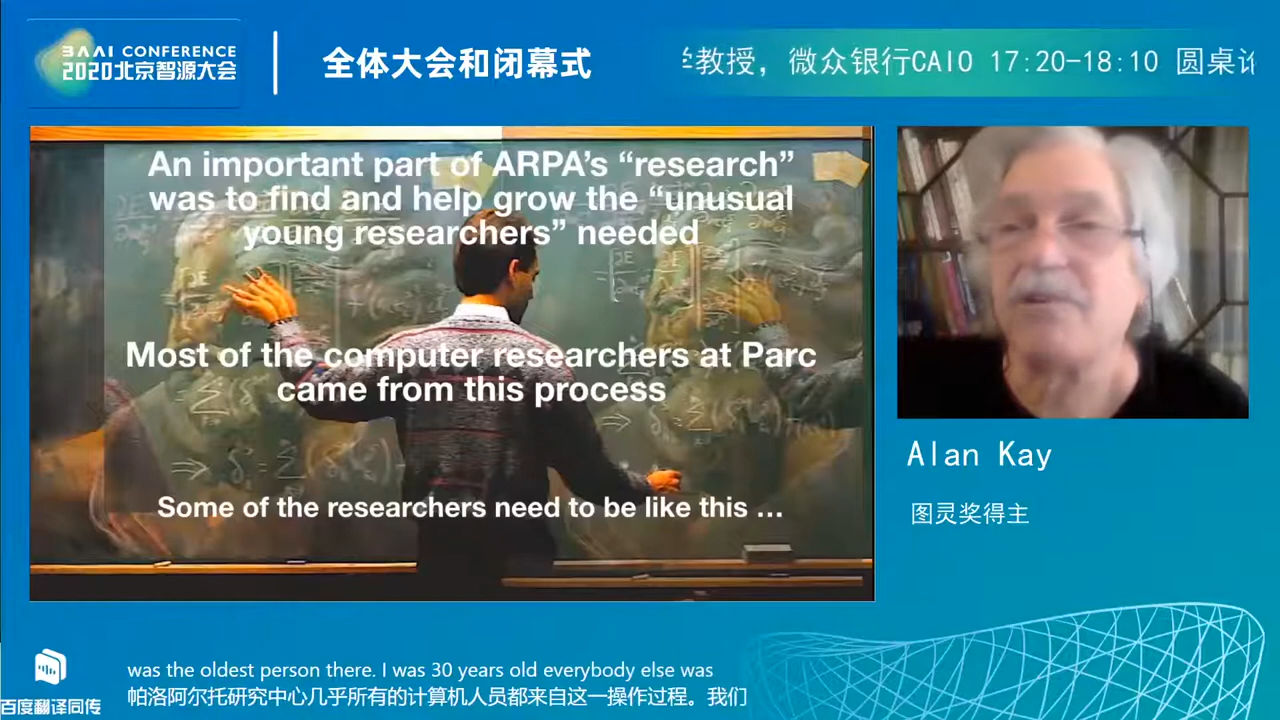 BAAI CONFERENCE
2020北京智源大会
全体大会和闭幕式
教授，微众银行CAIO 17:20-18:10 圆桌
An important part of ARPA's “research”
was to find and help grow the “unusual
young researchers” needed
Most of the computer researchers at Parc
came from this process
Some of the researchers need to be like this ...
Alan Kay
图灵奖得主
was the oldest person there. I was 30 years old everybody else was
帕洛阿尔托研究中心几乎所有的计算机人员都来自这一操作过程。我们
百度翻译同传